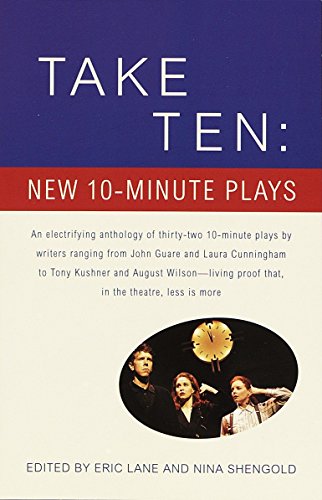 TAKE
TEN:
NEW 10-MINUTE PLAYS
An electrifying anthology of thirty-two 10-minute plays by
writers ranging from John Guare and Laura Cunningham
to Tony Kushner and August Wilson—living proof that,
in the theatre, less is more
EDITED BY ERIC LANE AND NINA SHENGOLD